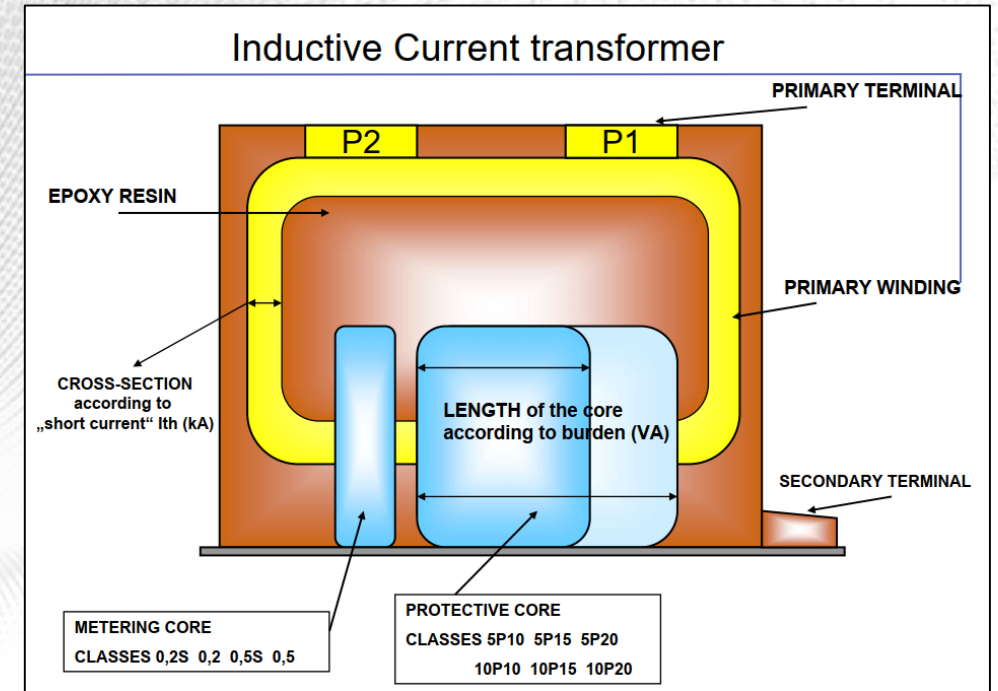 Inductive Current transformer
PRIMARY TERMINAL
P2
P1
EPOXY RESIN
PRIMARY WINDING
CROSS-SECTION
according to
„short current“ Ith (kA)
LENGTH of the core
according to burden (VA)
SECONDARY TERMINAL
METERING CORE
CLASSES 0,2S 0,2 0,5S 0,5
PROTECTIVE CORE
CLASSES 5P10 5P15 5P20
10P10 10P15 10P20